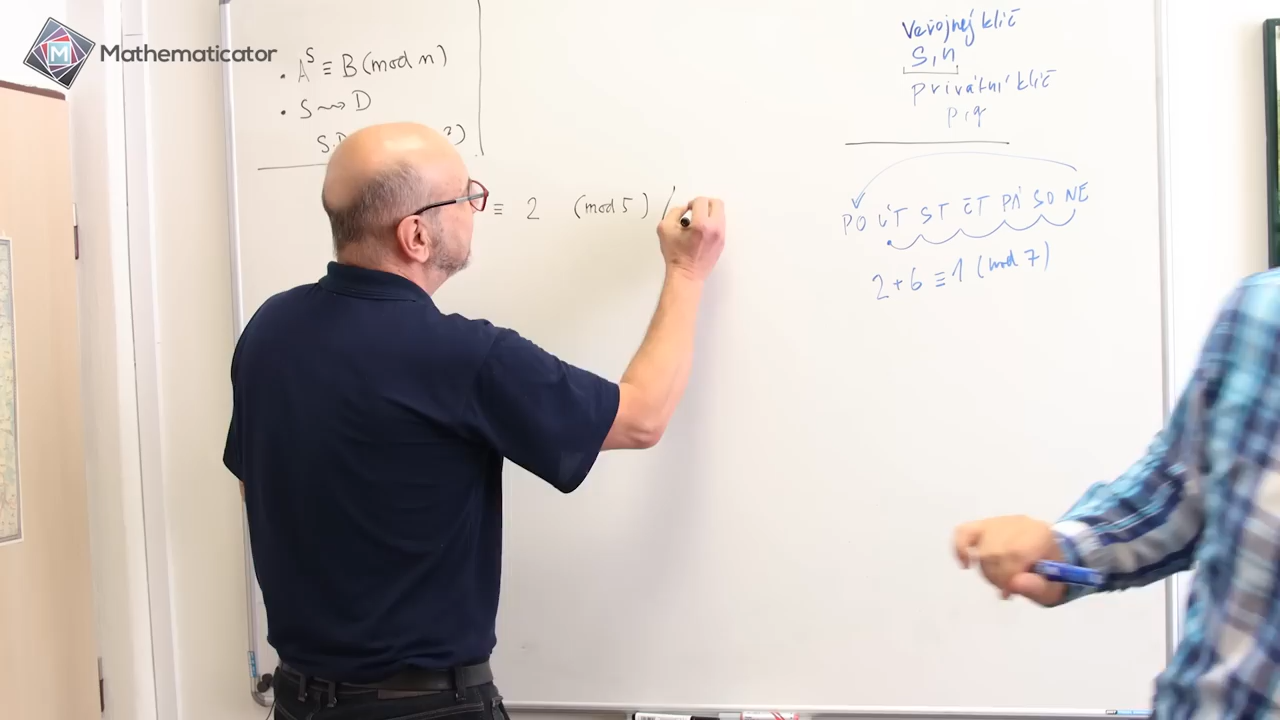 Mathematicator
• A^S ≡ B (mod n)
• S ⇝ D
≡ 2 (mod 5) /
Veřojnej klíč
S, n
privátní klíč
p, q
PO ÚT ST ČT PÁ SO NE
2+6 ≡ 1 (mod 7)